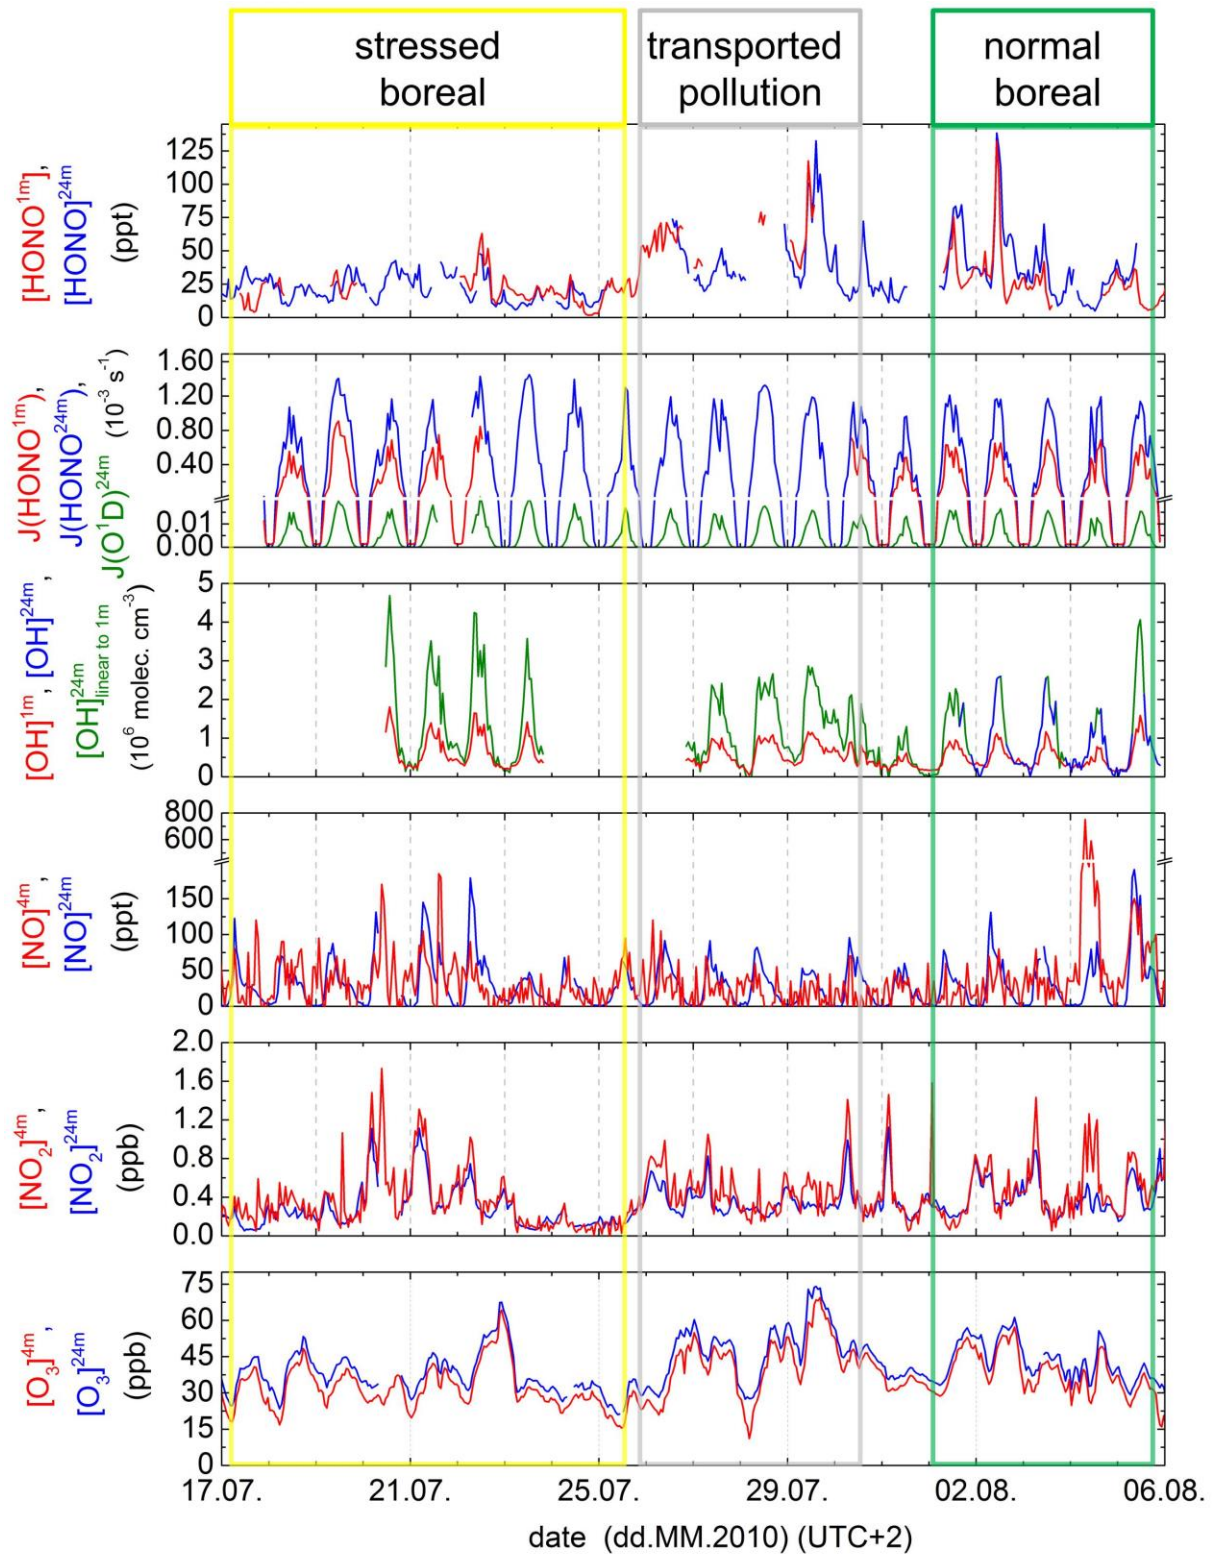 stressed
boreal
transported
pollution
normal
boreal
[HONO¹ᵐ],
[HONO]²⁴ᵐ
(ppt)
125
100
75
50
25
0
J(HONO¹ᵐ),
J(HONO²⁴ᵐ),
J(O¹D)²⁴ᵐ (10⁻³ s⁻¹)
1.60
1.20
0.80
0.40
0.01
0.00
[OH]¹ᵐ, [OH]²⁴ᵐ,
[OH]²⁴ᵐ linear to 1m
(10⁶ molec. cm⁻³)
5
4
3
2
1
0
[NO]⁴ᵐ,
[NO]²⁴ᵐ
(ppt)
800
600
150
100
50
0
[NO₂]⁴ᵐ,
[NO₂]²⁴ᵐ
(ppb)
2.0
1.6
1.2
0.8
0.4
0.0
[O₃]⁴ᵐ,
[O₃]²⁴ᵐ
(ppb)
75
60
45
30
15
0
17.07. 21.07. 25.07. 29.07. 02.08. 06.08.
date (dd.MM.2010) (UTC+2)